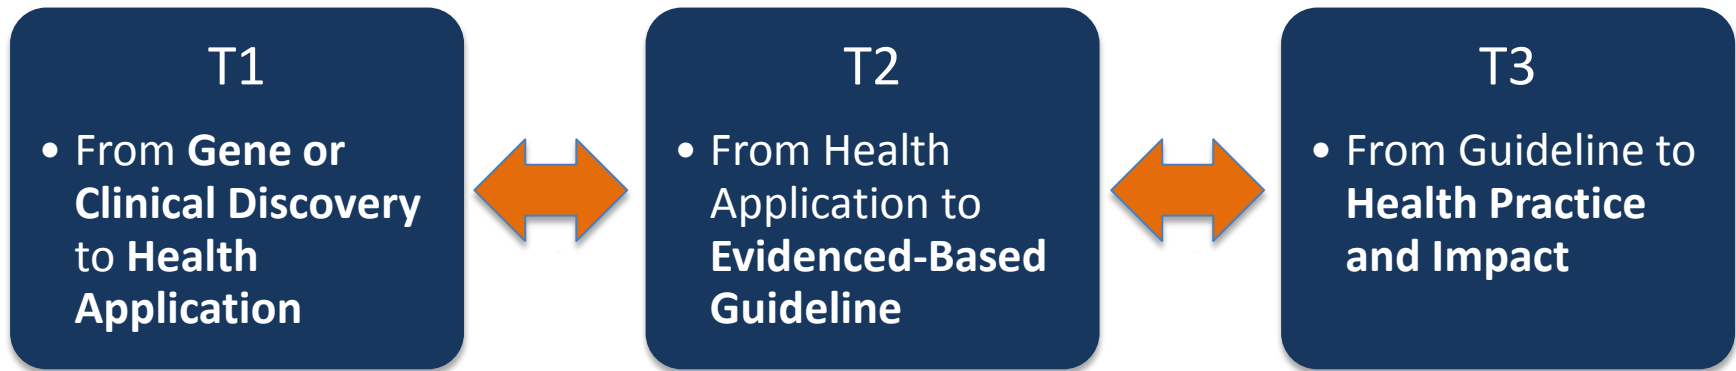 T1
• From Gene or
Clinical Discovery
to Health
Application
T2
• From Health
Application to
Evidenced-Based
Guideline
T3
• From Guideline to
Health Practice
and Impact